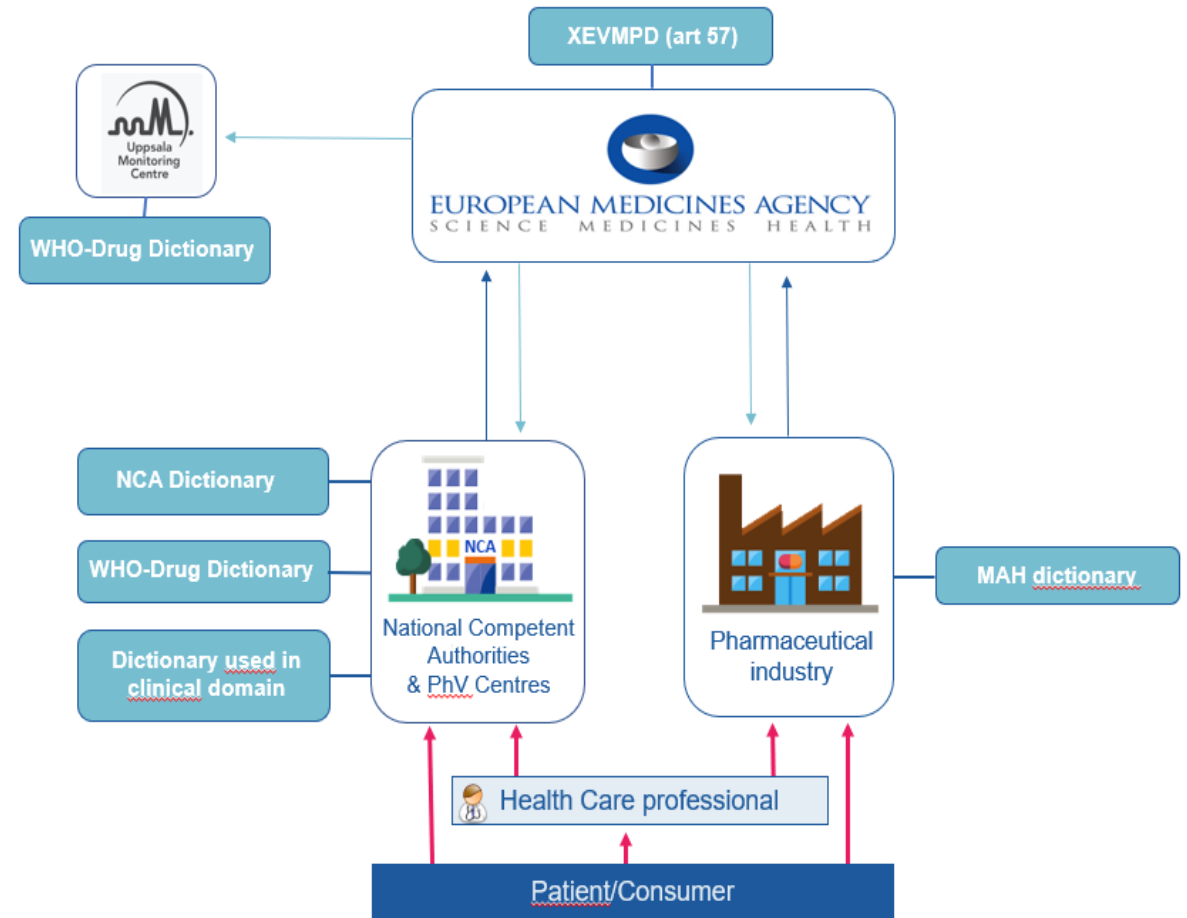 XEVMPD (art 57)
Uppsala
Monitoring
Centre
EUROPEAN MEDICINES AGENCY
SCIENCE MEDICINES HEALTH
WHO-Drug Dictionary
NCA Dictionary
WHO-Drug Dictionary
Dictionary used in
clinical domain
NCA
National Competent
Authorities
& PhV Centres
Pharmaceutical
industry
MAH dictionary
Health Care professional
Patient/Consumer